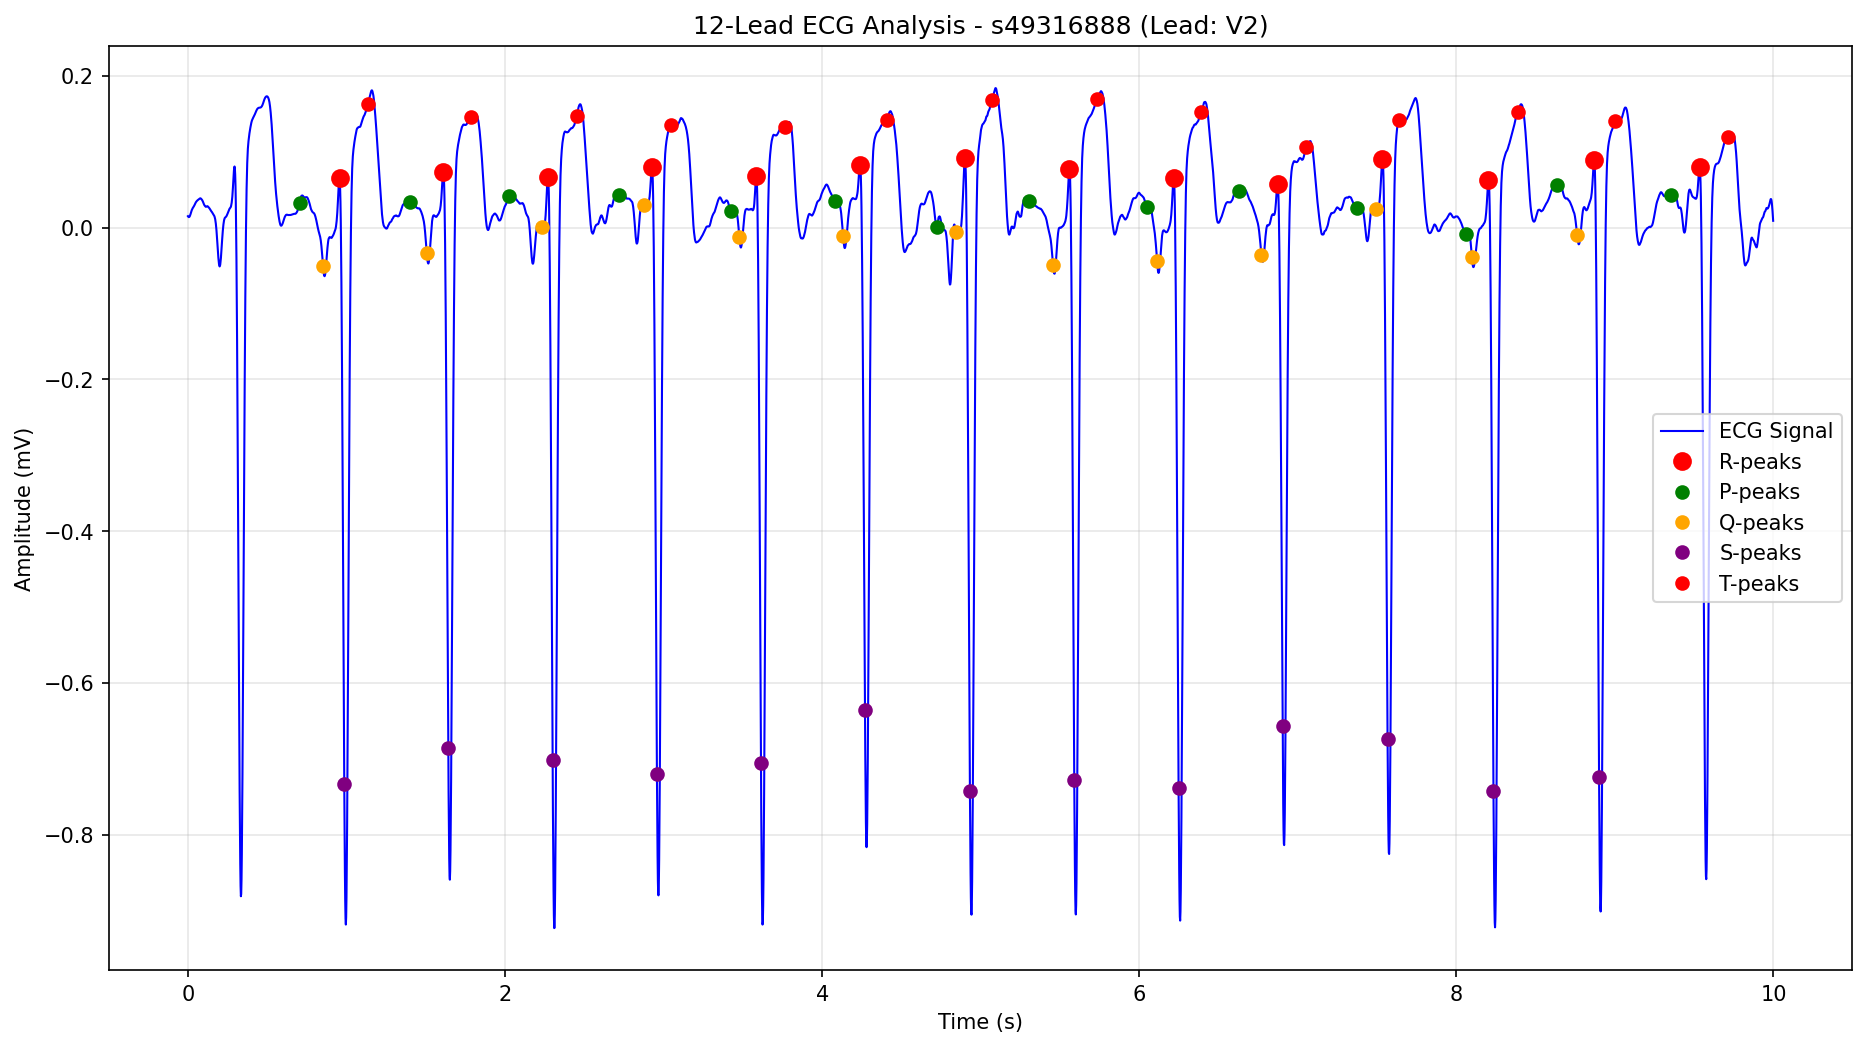 12-Lead ECG Analysis - s49316888 (Lead: V2)
Amplitude (mV)
0.2
0.0
−0.2
−0.4
−0.6
−0.8
ECG Signal
R-peaks
P-peaks
Q-peaks
S-peaks
T-peaks
0 2 4 6 8 10
Time (s)